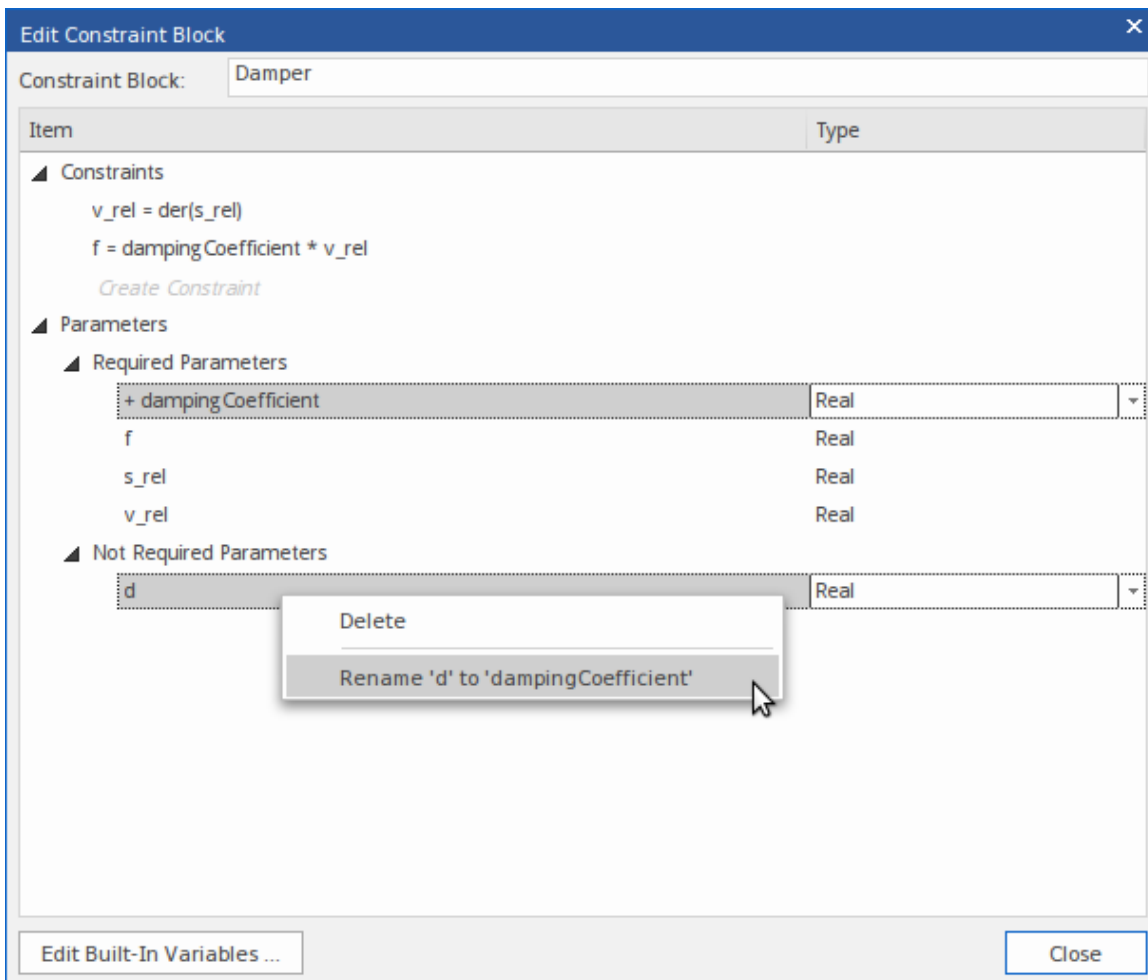 Edit Constraint Block
Constraint Block: Damper
Item Type
Constraints
v_rel = der(s_rel)
f = dampingCoefficient * v_rel
Create Constraint
Parameters
Required Parameters
+ dampingCoefficient Real
f Real
s_rel Real
v_rel Real
Not Required Parameters
d Real
Delete
Rename 'd' to 'dampingCoefficient'
Edit Built-In Variables ... Close